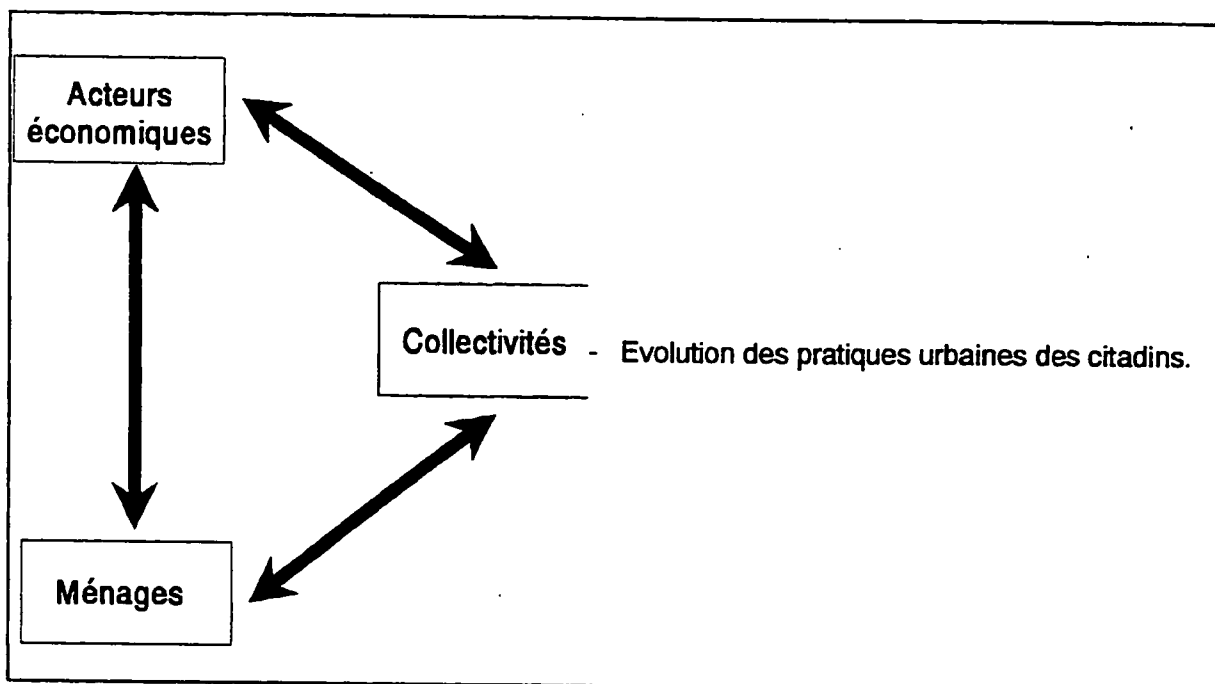 Acteurs
économiques
Collectivités - Evolution des pratiques urbaines des citadins.
Ménages